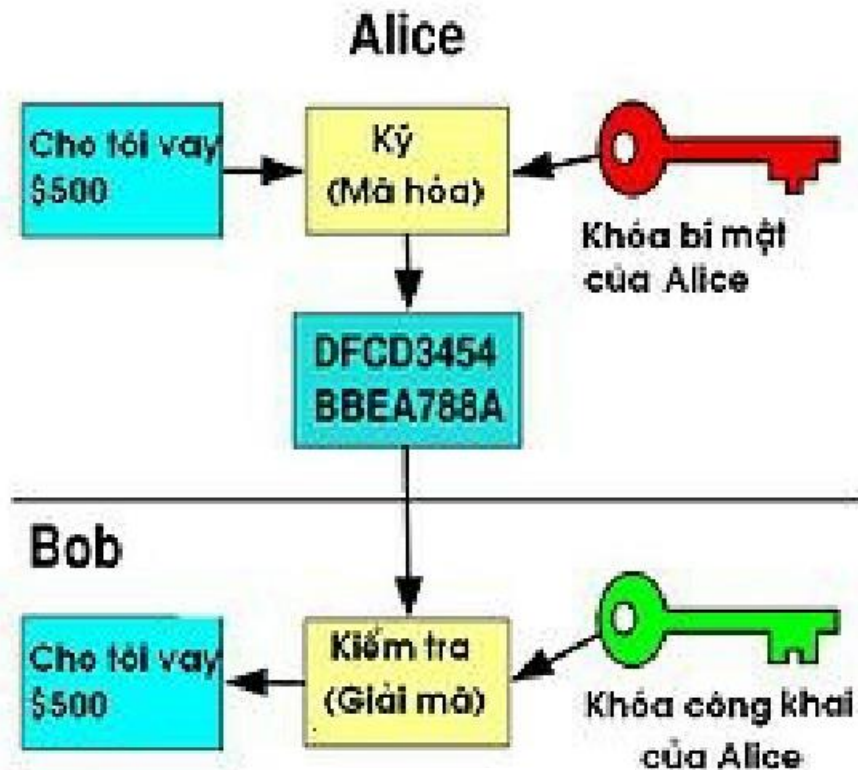 Alice
Cho tôi vay
$500
Ký
(Mã hóa)
Khóa bí mật
của Alice
DFCD3454
BBEA788A
Bob
Cho tôi vay
$500
Kiểm tra
(Giải mã)
Khóa công khai
của Alice